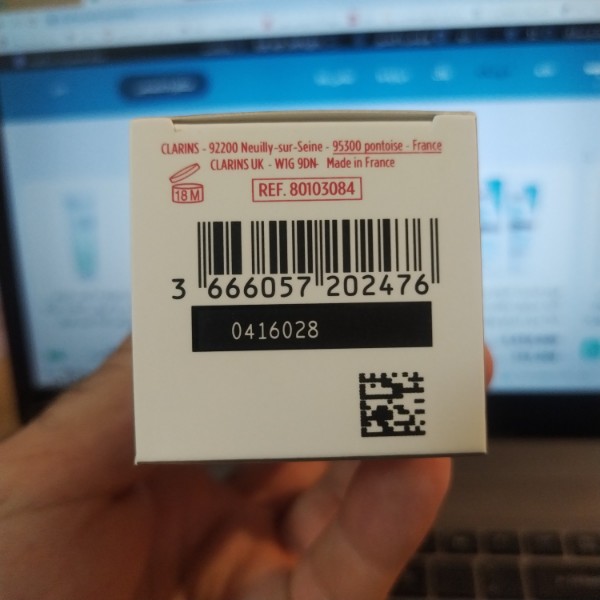 CLARINS - 92200 Neuilly-sur-Seine - 95300 pontoise - France
CLARINS UK - W1G 9DN- Made in France
18 M
REF. 80103084
3 666057 202476
0416028